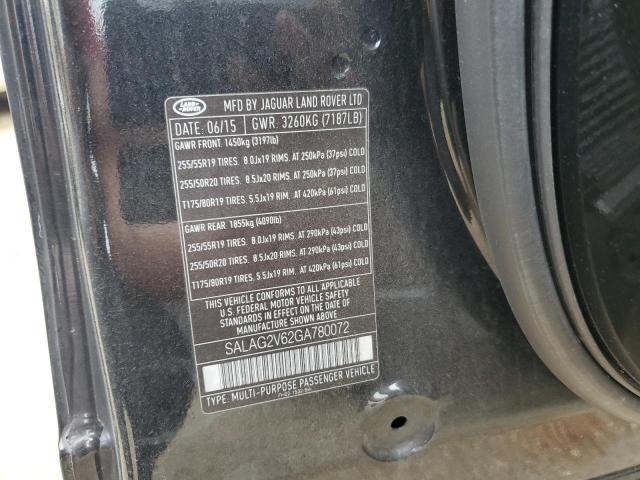 LAND
ROVER
MFD BY JAGUAR LAND ROVER LTD
DATE: 06/15 GWR: 3260KG (7187LB)
GAWR FRONT: 1450kg (3197lb)
255/55R19 TIRES. 8.0Jx19 RIMS. AT 250kPa (37psi) COLD
255/50R20 TIRES. 8.5Jx20 RIMS. AT 250kPa (37psi) COLD
T175/80R19 TIRES. 5.5Jx19 RIM. AT 420kPa (61psi) COLD
GAWR REAR: 1855kg (4090lb)
255/55R19 TIRES. 8.0Jx19 RIMS. AT 290kPa (43psi) COLD
255/50R20 TIRES. 8.5Jx20 RIMS. AT 290kPa (43psi) COLD
T175/80R19 TIRES. 5.5Jx19 RIM. AT 420kPa (61psi) COLD
THIS VEHICLE CONFORMS TO ALL APPLICABLE
U.S. FEDERAL MOTOR VEHICLE SAFETY
STANDARDS IN EFFECT ON THE DATE OF
MANUFACTURE SHOWN ABOVE
SALAG2V62GA780072
TYPE: MULTI-PURPOSE PASSENGER VEHICLE